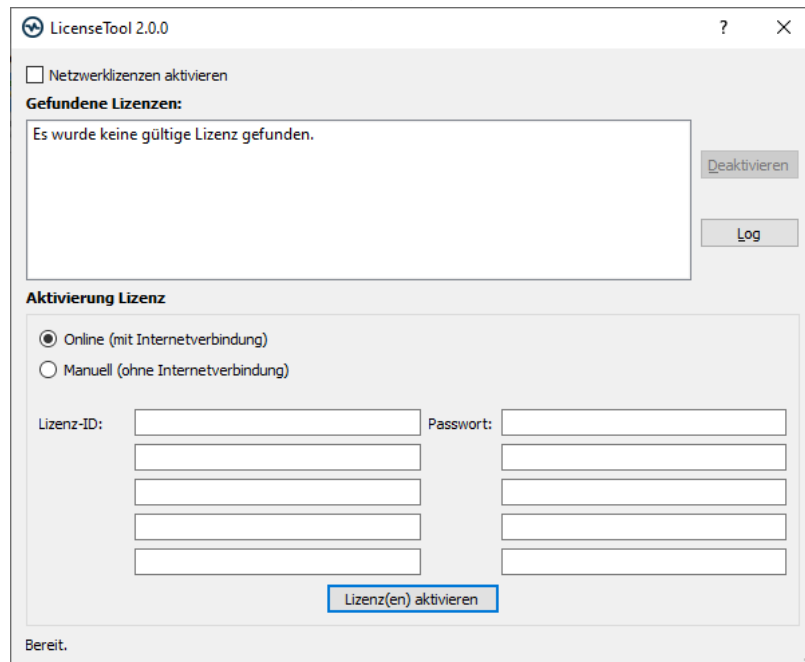 LicenseTool 2.0.0
?
Netzwerklizenzen aktivieren
Gefundene Lizenzen:
Es wurde keine gültige Lizenz gefunden.
Deaktivieren
Log
Aktivierung Lizenz
Online (mit Internetverbindung)
Manuell (ohne Internetverbindung)
Lizenz-ID: Passwort:
Lizenz(en) aktivieren
Bereit.